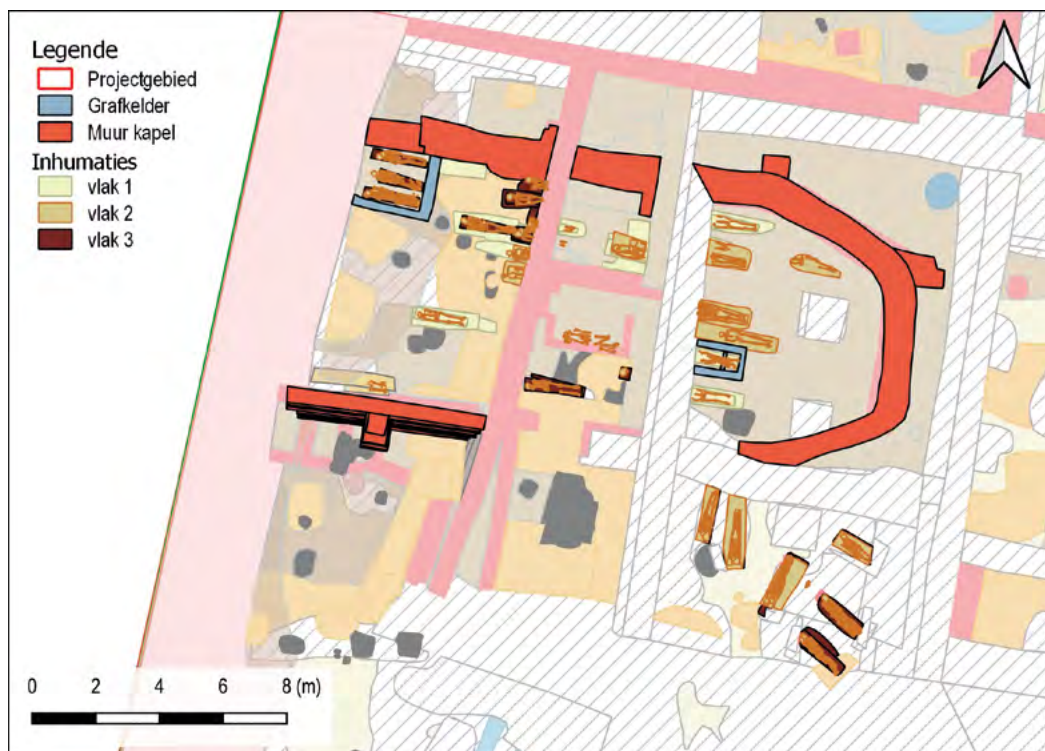 Legende
Projectgebied
Grafkelder
Muur kapel
Inhumaties
vlak 1
vlak 2
vlak 3
0 2 4 6 8 (m)